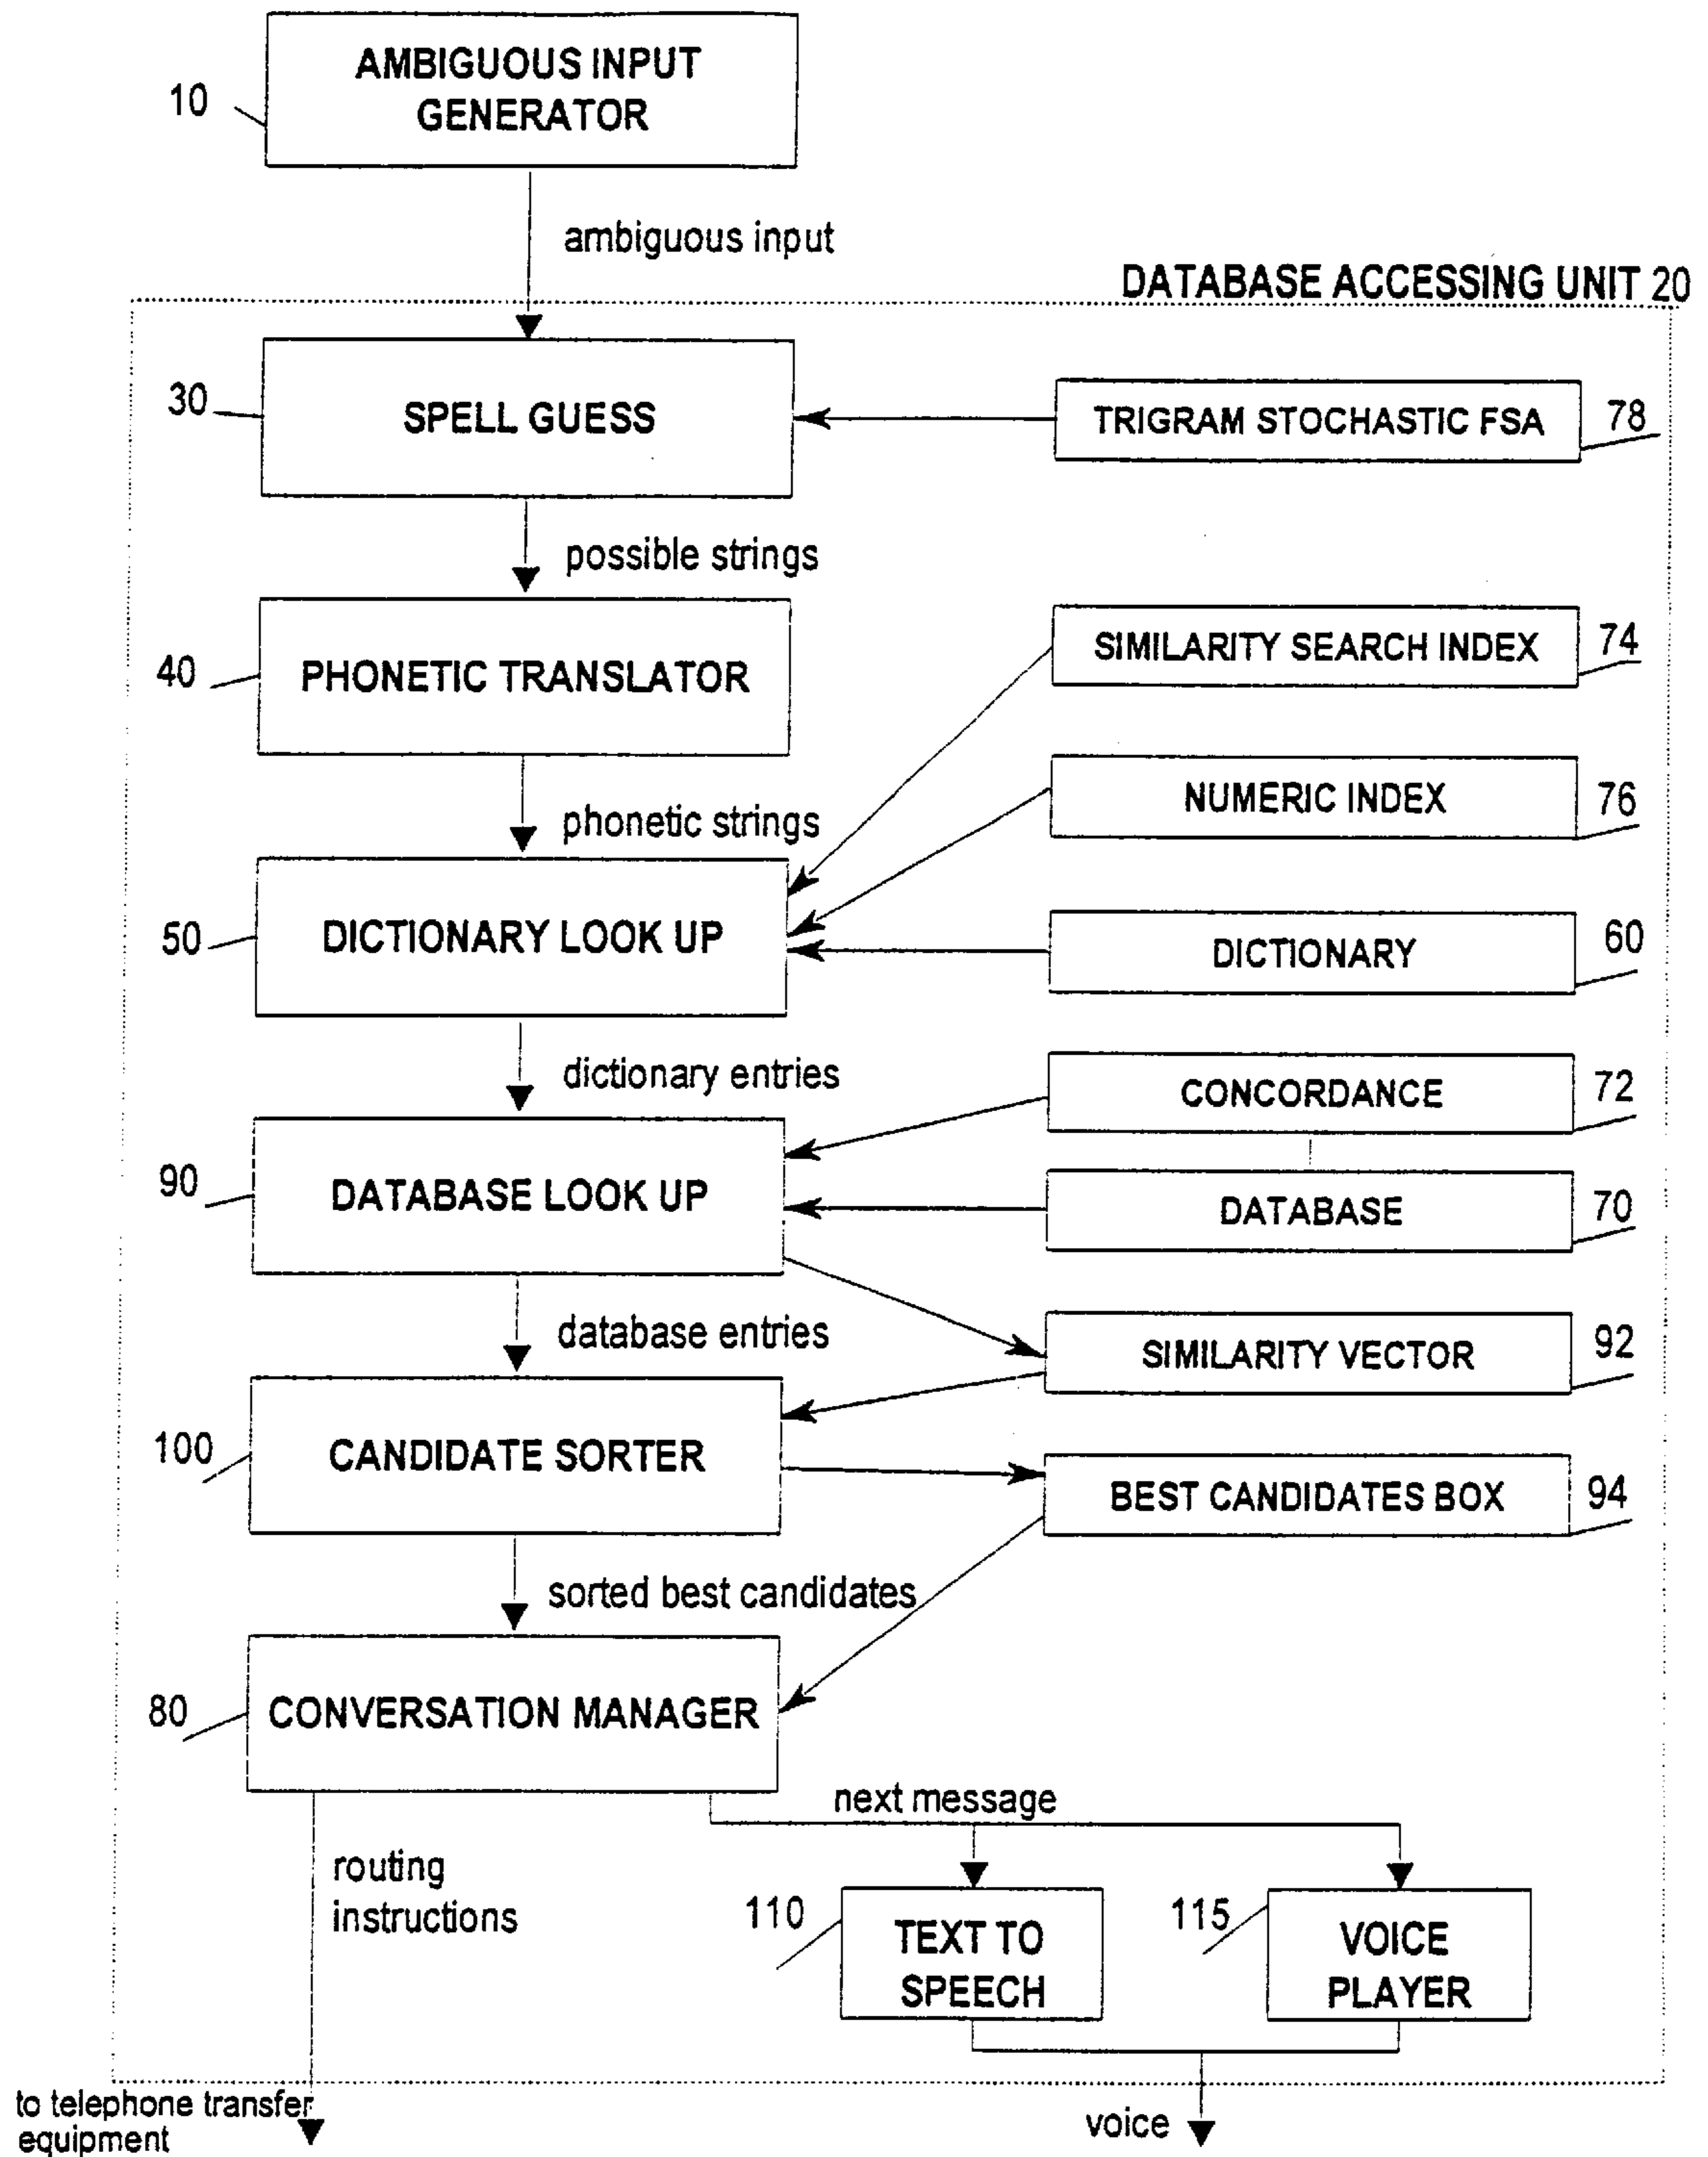 AMBIGUOUS INPUT
GENERATOR
10
ambiguous input
DATABASE ACCESSING UNIT 20
30
SPELL GUESS
TRIGRAM STOCHASTIC FSA
78
possible strings
40
PHONETIC TRANSLATOR
SIMILARITY SEARCH INDEX
74
NUMERIC INDEX
76
phonetic strings
50
DICTIONARY LOOK UP
DICTIONARY
60
dictionary entries
CONCORDANCE
72
90
DATABASE LOOK UP
DATABASE
70
database entries
SIMILARITY VECTOR
92
100
CANDIDATE SORTER
BEST CANDIDATES BOX
94
sorted best candidates
80
CONVERSATION MANAGER
next message
routing
instructions
110
TEXT TO
SPEECH
115
VOICE
PLAYER
to telephone transfer
equipment
voice